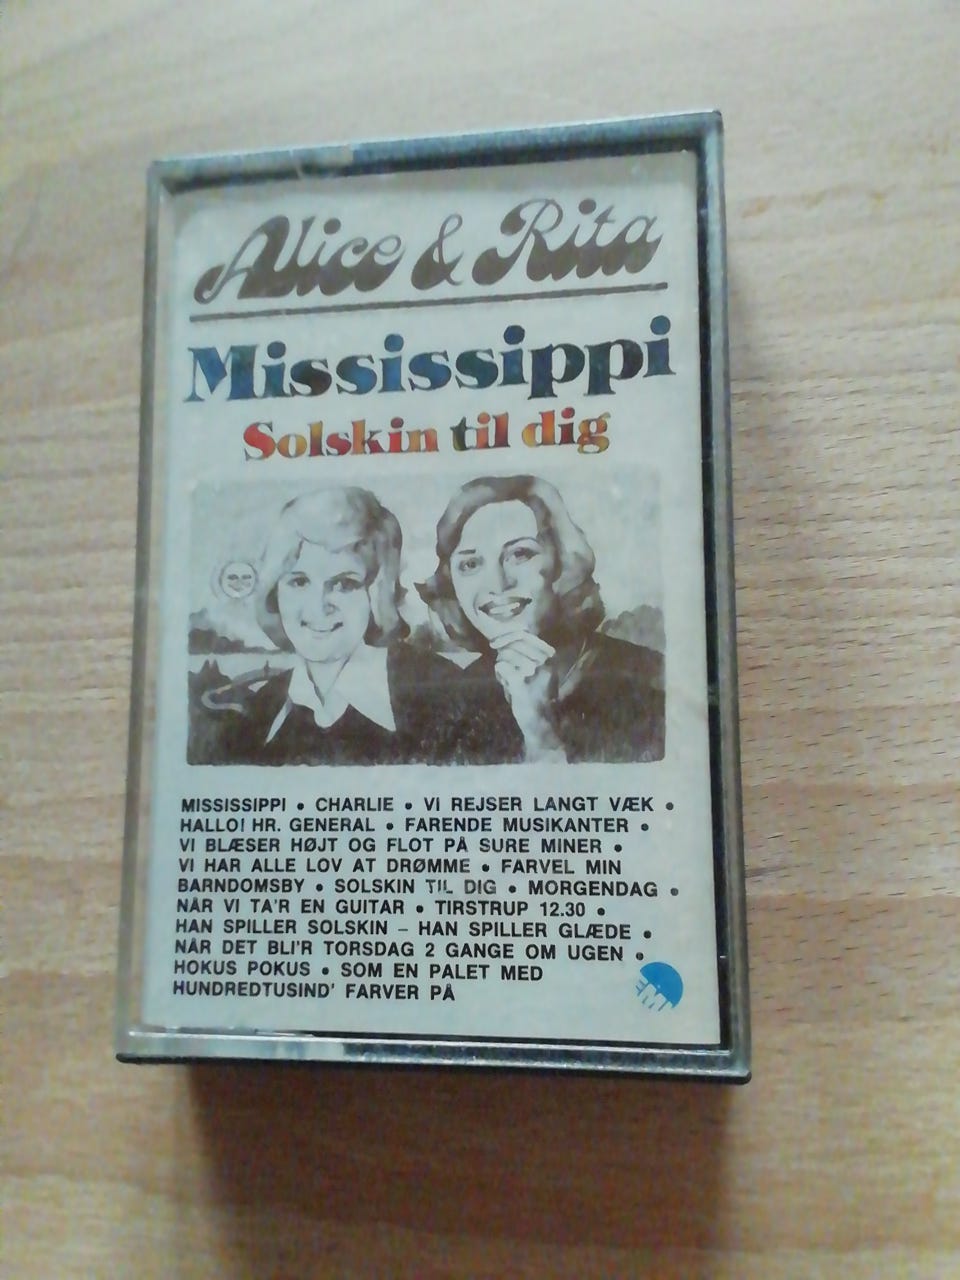 Alice & Rita
Mississippi
Solskin til dig
MISSISSIPPI • CHARLIE • VI REJSER LANGT VÆK •
HALLO! HR. GENERAL • FARENDE MUSIKANTER •
VI BLÆSER HØJT OG FLOT PÅ SURE MINER •
VI HAR ALLE LOV AT DRØMME • FARVEL MIN
BARNDOMSBY • SOLSKIN TIL DIG • MORGENDAG •
NÅR VI TA'R EN GUITAR • TIRSTRUP 12.30 •
HAN SPILLER SOLSKIN – HAN SPILLER GLÆDE •
NÅR DET BLI'R TORSDAG 2 GANGE OM UGEN •
HOKUS POKUS • SOM EN PALET MED
HUNDREDTUSIND' FARVER PÅ
EMI